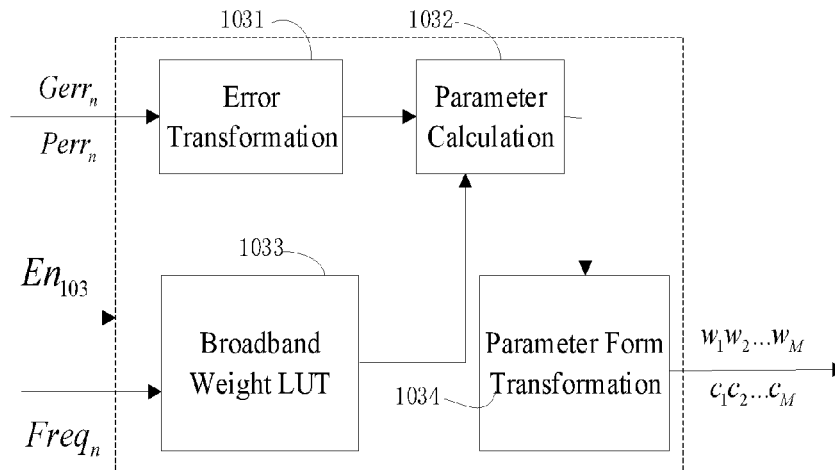 1031
1032
Gerr_n
Perr_n
Error
Transformation
Parameter
Calculation
1033
En_103
Broadband
Weight LUT
Parameter Form
Transformation
1034
Freq_n
w_1w_2...w_M
c_1c_2...c_M